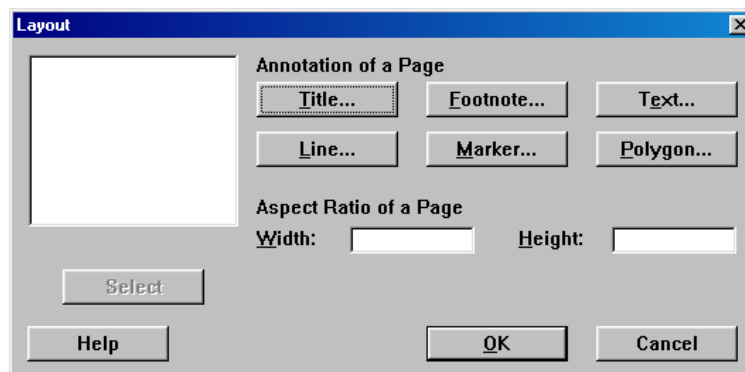 Layout
Annotation of a Page
Title... Footnote... Text...
Line... Marker... Polygon...
Aspect Ratio of a Page
Width: Height:
Select
Help OK Cancel